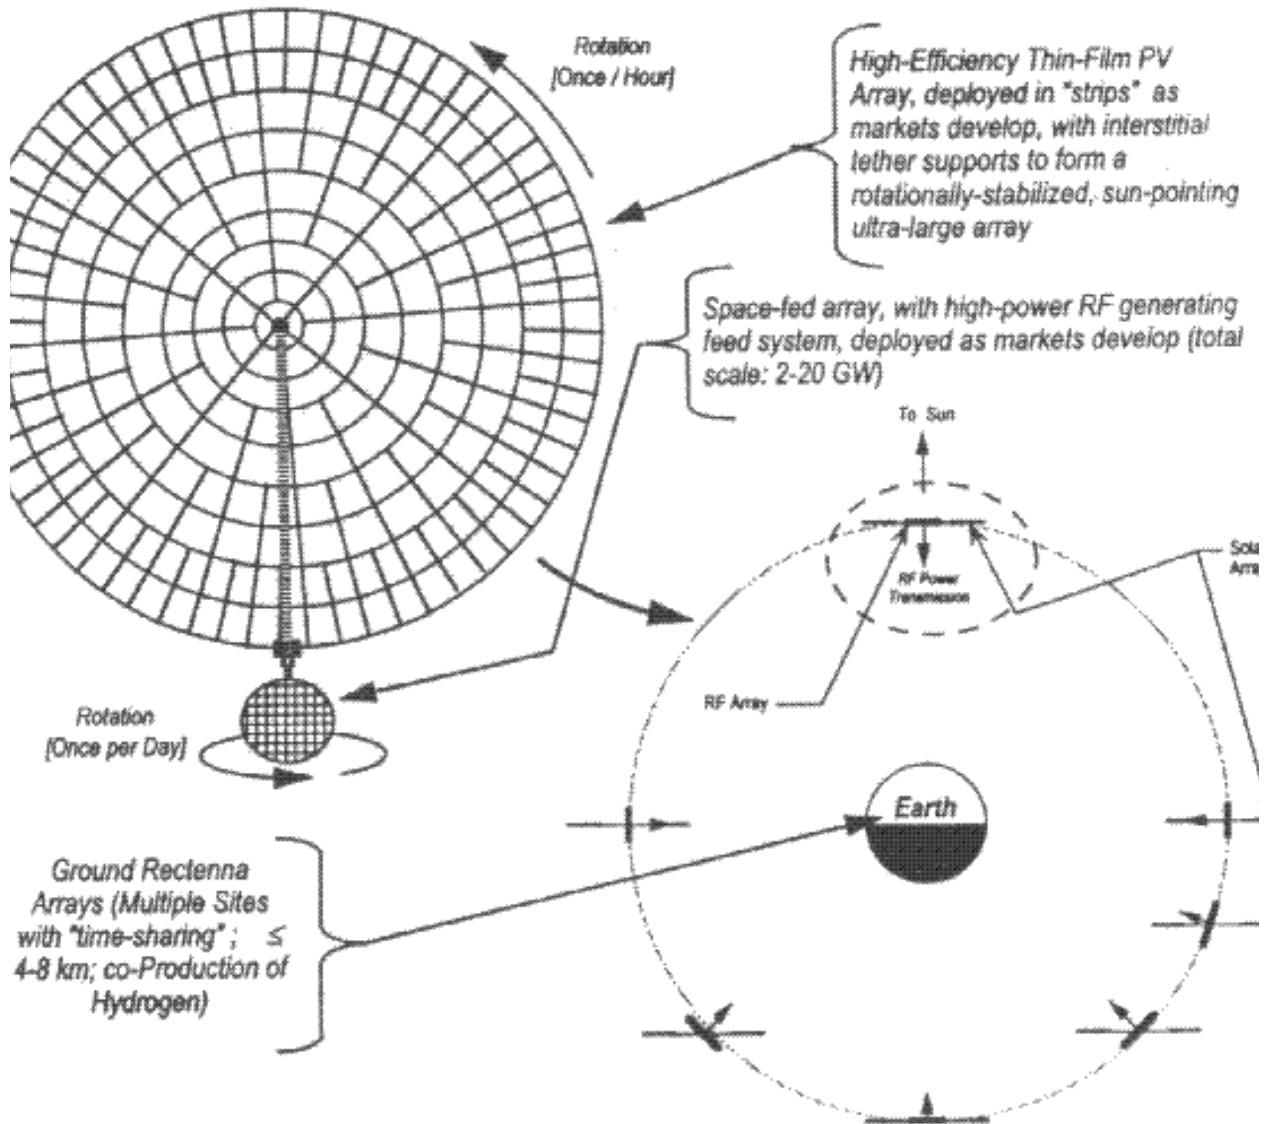 Rotation
[Once / Hour]
High-Efficiency Thin-Film PV
Array, deployed in "strips" as
markets develop, with interstitial
tether supports to form a
rotationally-stabilized, sun-pointing
ultra-large array
Space-fed array, with high-power RF generating
feed system, deployed as markets develop (total
scale: 2-20 GW)
To Sun
RF Power
Transmission
Sola
Arra
RF Array
Rotation
[Once per Day]
Earth
Ground Rectenna
Arrays (Multiple Sites
with "time-sharing" ; ≤
4-8 km; co-Production of
Hydrogen)